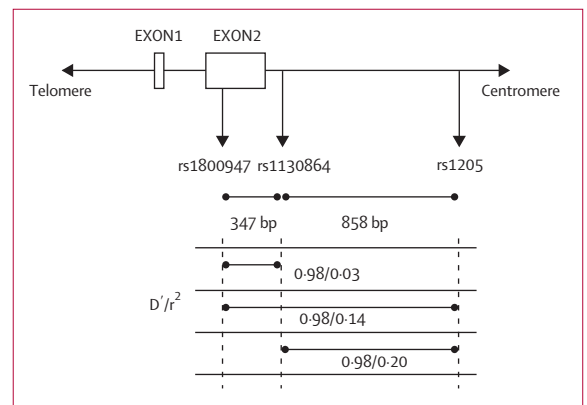 EXON1 EXON2
Telomere Centromere
rs1800947 rs1130864 rs1205
347 bp 858 bp
0·98/0·03
D′/r²
0·98/0·14
0·98/0·20